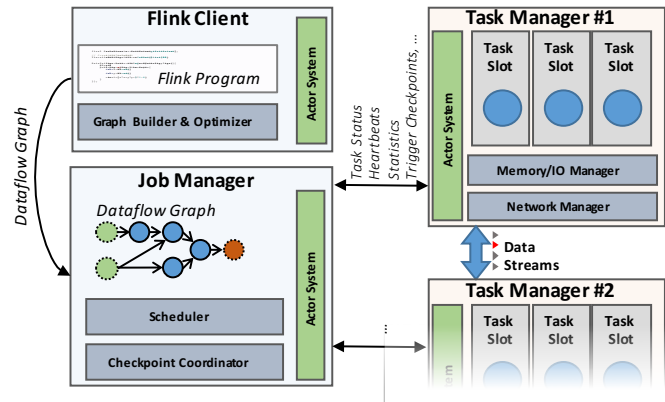 Flink Client
Flink Program
Graph Builder & Optimizer
Actor System
Dataflow Graph
Job Manager
Dataflow Graph
Scheduler
Checkpoint Coordinator
Actor System
Task Status
Heartbeats
Statistics
Trigger Checkpoints, ...
...
Task Manager #1
Actor System
Task
Slot
Task
Slot
Task
Slot
Memory/IO Manager
Network Manager
Data
Streams
Task Manager #2
Actor System
Task
Slot
Task
Slot
Task
Slot